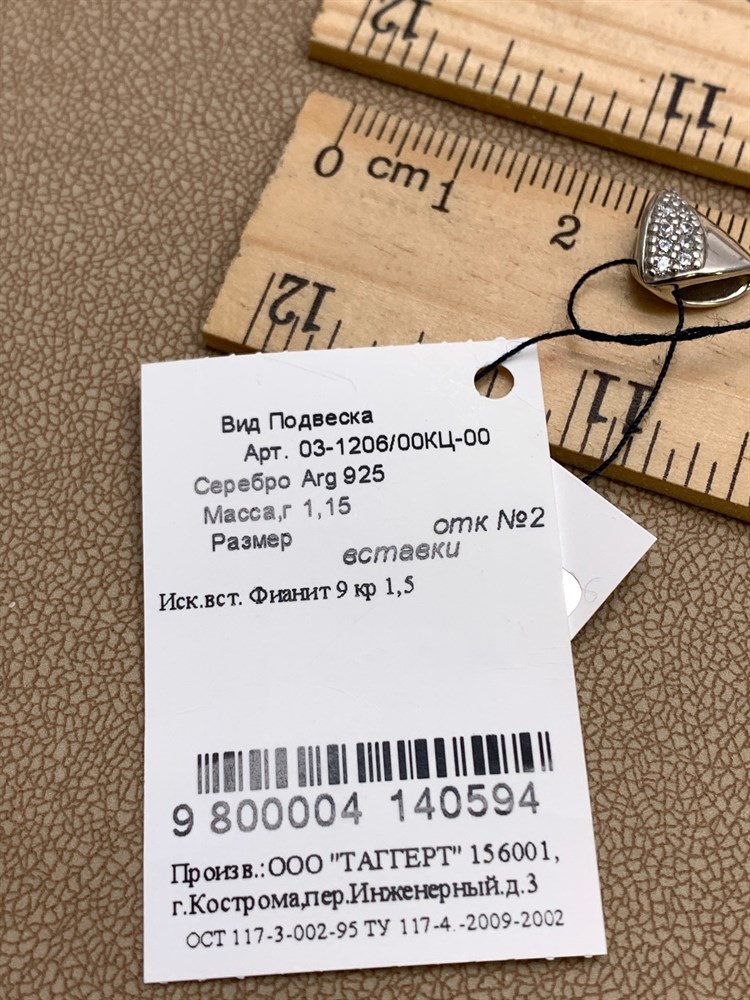 12
11
0 cm 1
2
12
11
Вид Подвеска
Арт. 03-1206/00КЦ-00
Серебро Arg 925
Масса,г 1,15
Размер
отк №2
вставки
Иск.вст. Фианит 9 кр 1,5
9 800004 140594
Произв.:ООО "ТАГГЕРТ" 156001,
г.Кострома,пер.Инженерный.д.3
ОСТ 117-3-002-95 ТУ 117-4.-2009-2002